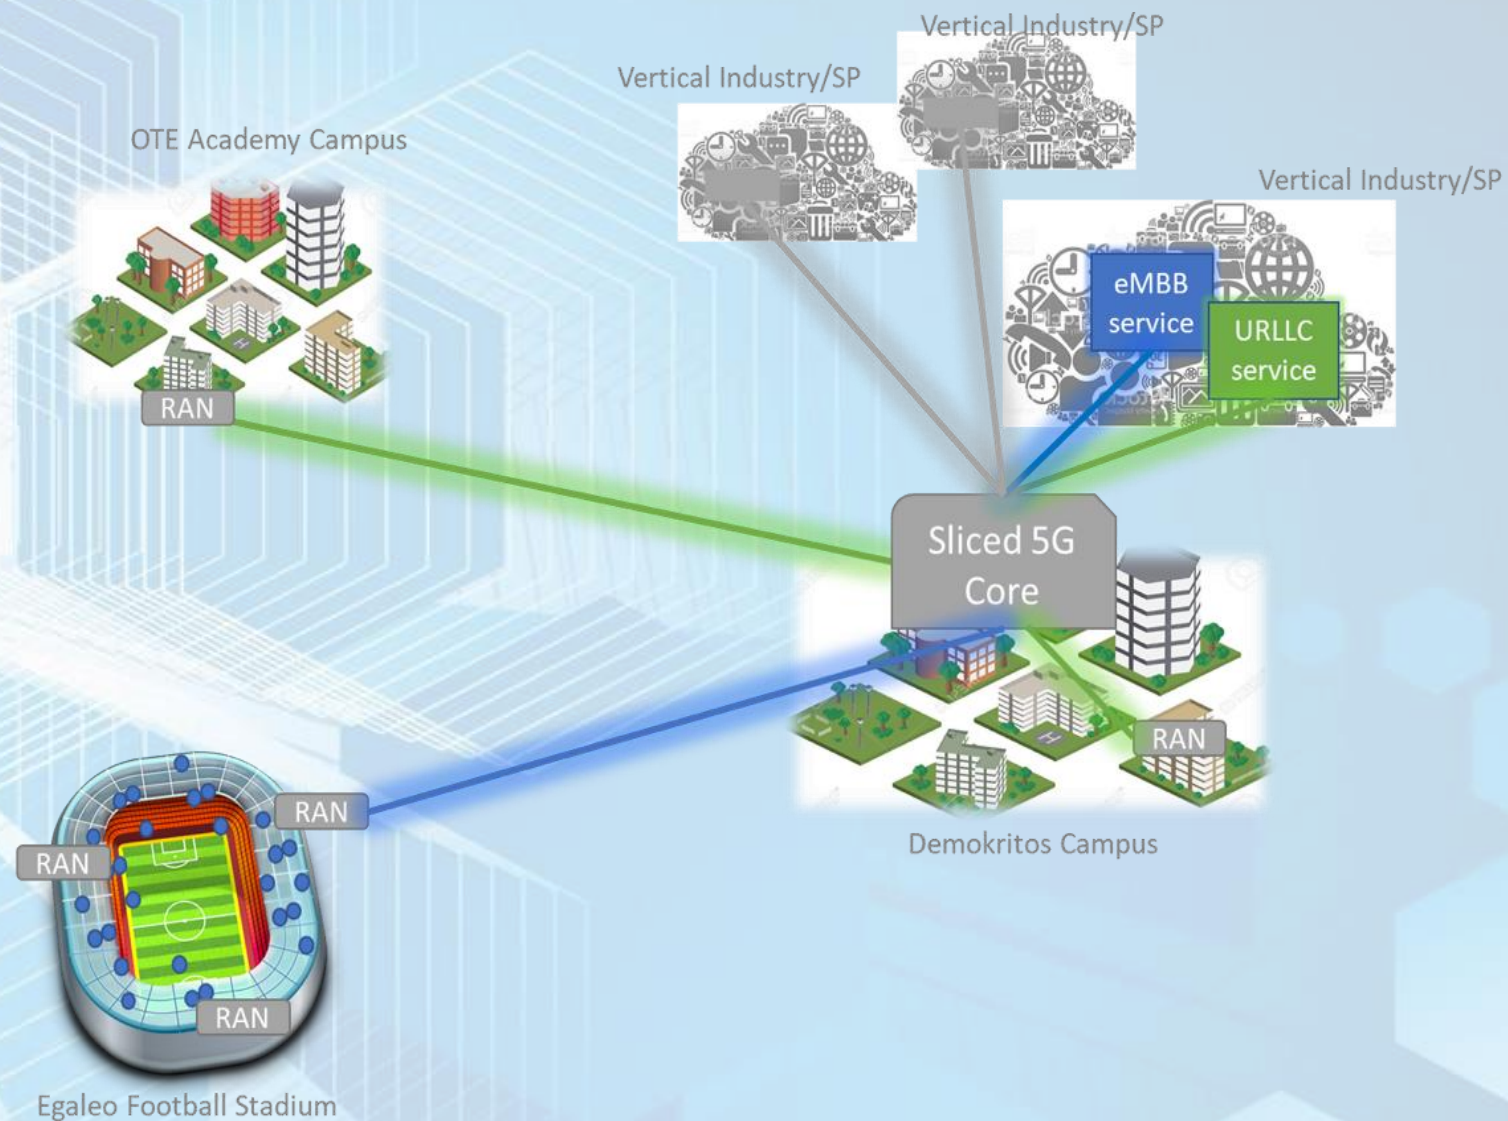 Vertical Industry/SP
Vertical Industry/SP
OTE Academy Campus
Vertical Industry/SP
eMBB
service
URLLC
service
RAN
Sliced 5G
Core
RAN
RAN
RAN
Demokritos Campus
RAN
Egaleo Football Stadium